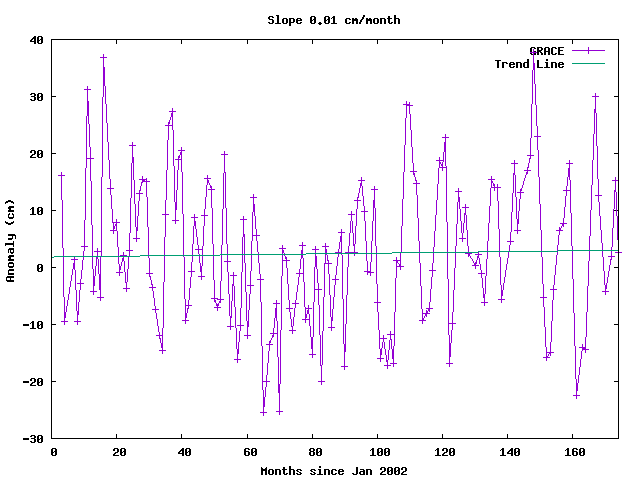 Slope 0.01 cm/month
GRACE
Trend Line
Anomaly (cm)
40
30
20
10
0
-10
-20
-30
0 20 40 60 80 100 120 140 160
Months since Jan 2002